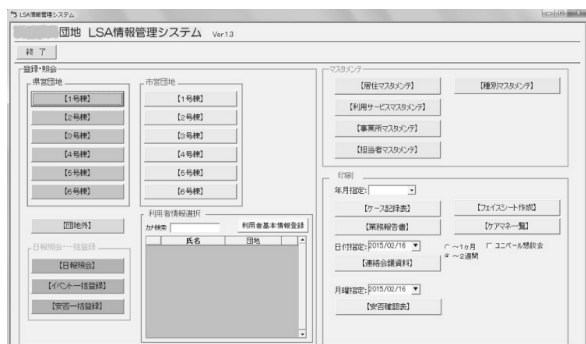 LSA情報管理システム
団地 LSA情報管理システム Ver1.3
終 了
登録・照会
県営団地
【1号棟】
【2号棟】
【3号棟】
【4号棟】
【5号棟】
【6号棟】
市営団地
【1号棟】
【2号棟】
【3号棟】
【4号棟】
【5号棟】
【6号棟】
【団地外】
日報照会・一括登録
【日報照会】
【イベント一括登録】
【安否一括登録】
利用者情報選択
カナ検索
利用者基本情報登録
氏名 団地
マスタメンテ
【居住マスタメンテ】
【種別マスタメンテ】
【利用サービスマスタメンテ】
【事業所マスタメンテ】
【担当者マスタメンテ】
印刷
年月指定:
【ケース記録表】
【フェイスシート作成】
【業務報告書】
【ケアマネ一覧】
日付指定: 2015/02/16
～1ヶ月
ユニベール懇談会
～2週間
【連絡会議資料】
月曜指定: 2015/02/16
【安否確認表】